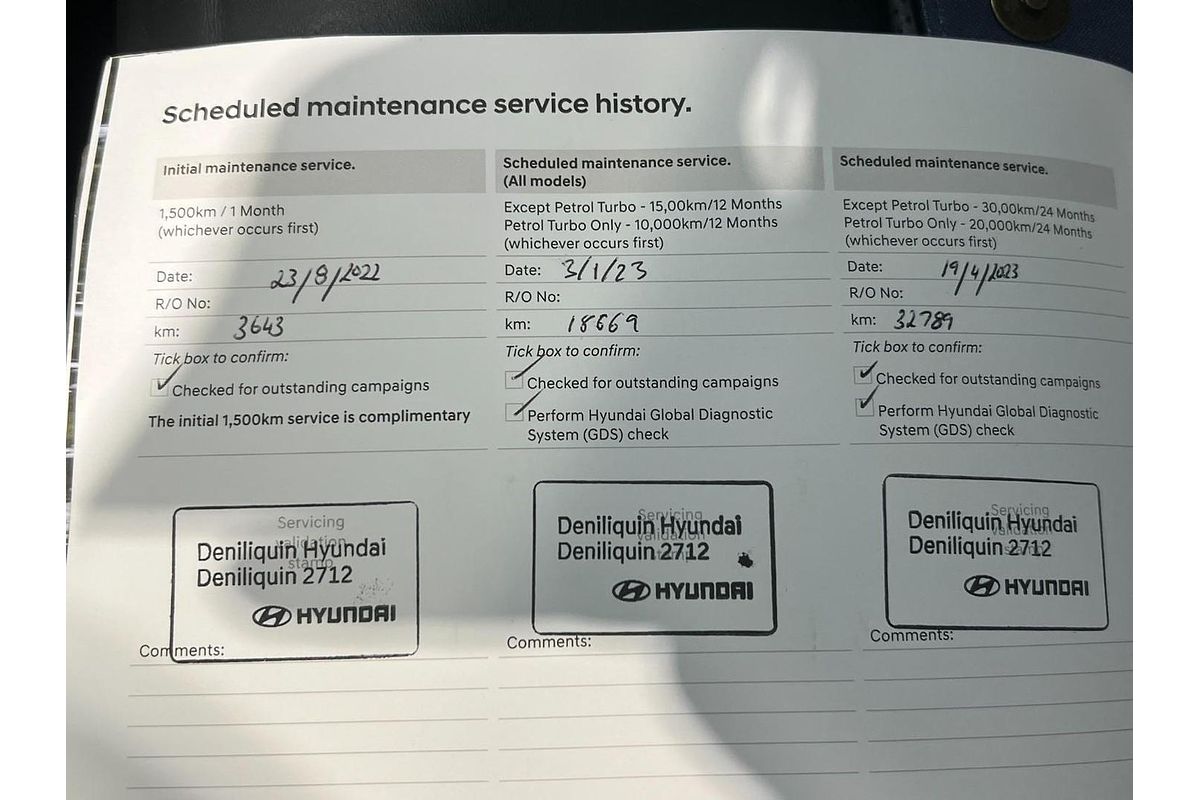 Scheduled maintenance service history.
Initial maintenance service.
1,500km / 1 Month
(whichever occurs first)
Date: 23/8/2022
R/O No:
km: 3643
Tick box to confirm:
Checked for outstanding campaigns
The initial 1,500km service is complimentary
Servicing
validation
stamp
Deniliquin Hyundai
Deniliquin 2712
HYUNDAI
Comments:
Scheduled maintenance service.
(All models)
Except Petrol Turbo - 15,00km/12 Months
Petrol Turbo Only - 10,000km/12 Months
(whichever occurs first)
Date: 3/1/23
R/O No:
km: 18669
Tick box to confirm:
Checked for outstanding campaigns
Perform Hyundai Global Diagnostic
System (GDS) check
Servicing
validation
stamp
Deniliquin Hyundai
Deniliquin 2712
HYUNDAI
Comments:
Scheduled maintenance service.
Except Petrol Turbo - 30,00km/24 Months
Petrol Turbo Only - 20,000km/24 Months
(whichever occurs first)
Date: 19/4/2023
R/O No:
km: 32789
Tick box to confirm:
Checked for outstanding campaigns
Perform Hyundai Global Diagnostic
System (GDS) check
Servicing
validation
stamp
Deniliquin Hyundai
Deniliquin 2712
HYUNDAI
Comments: